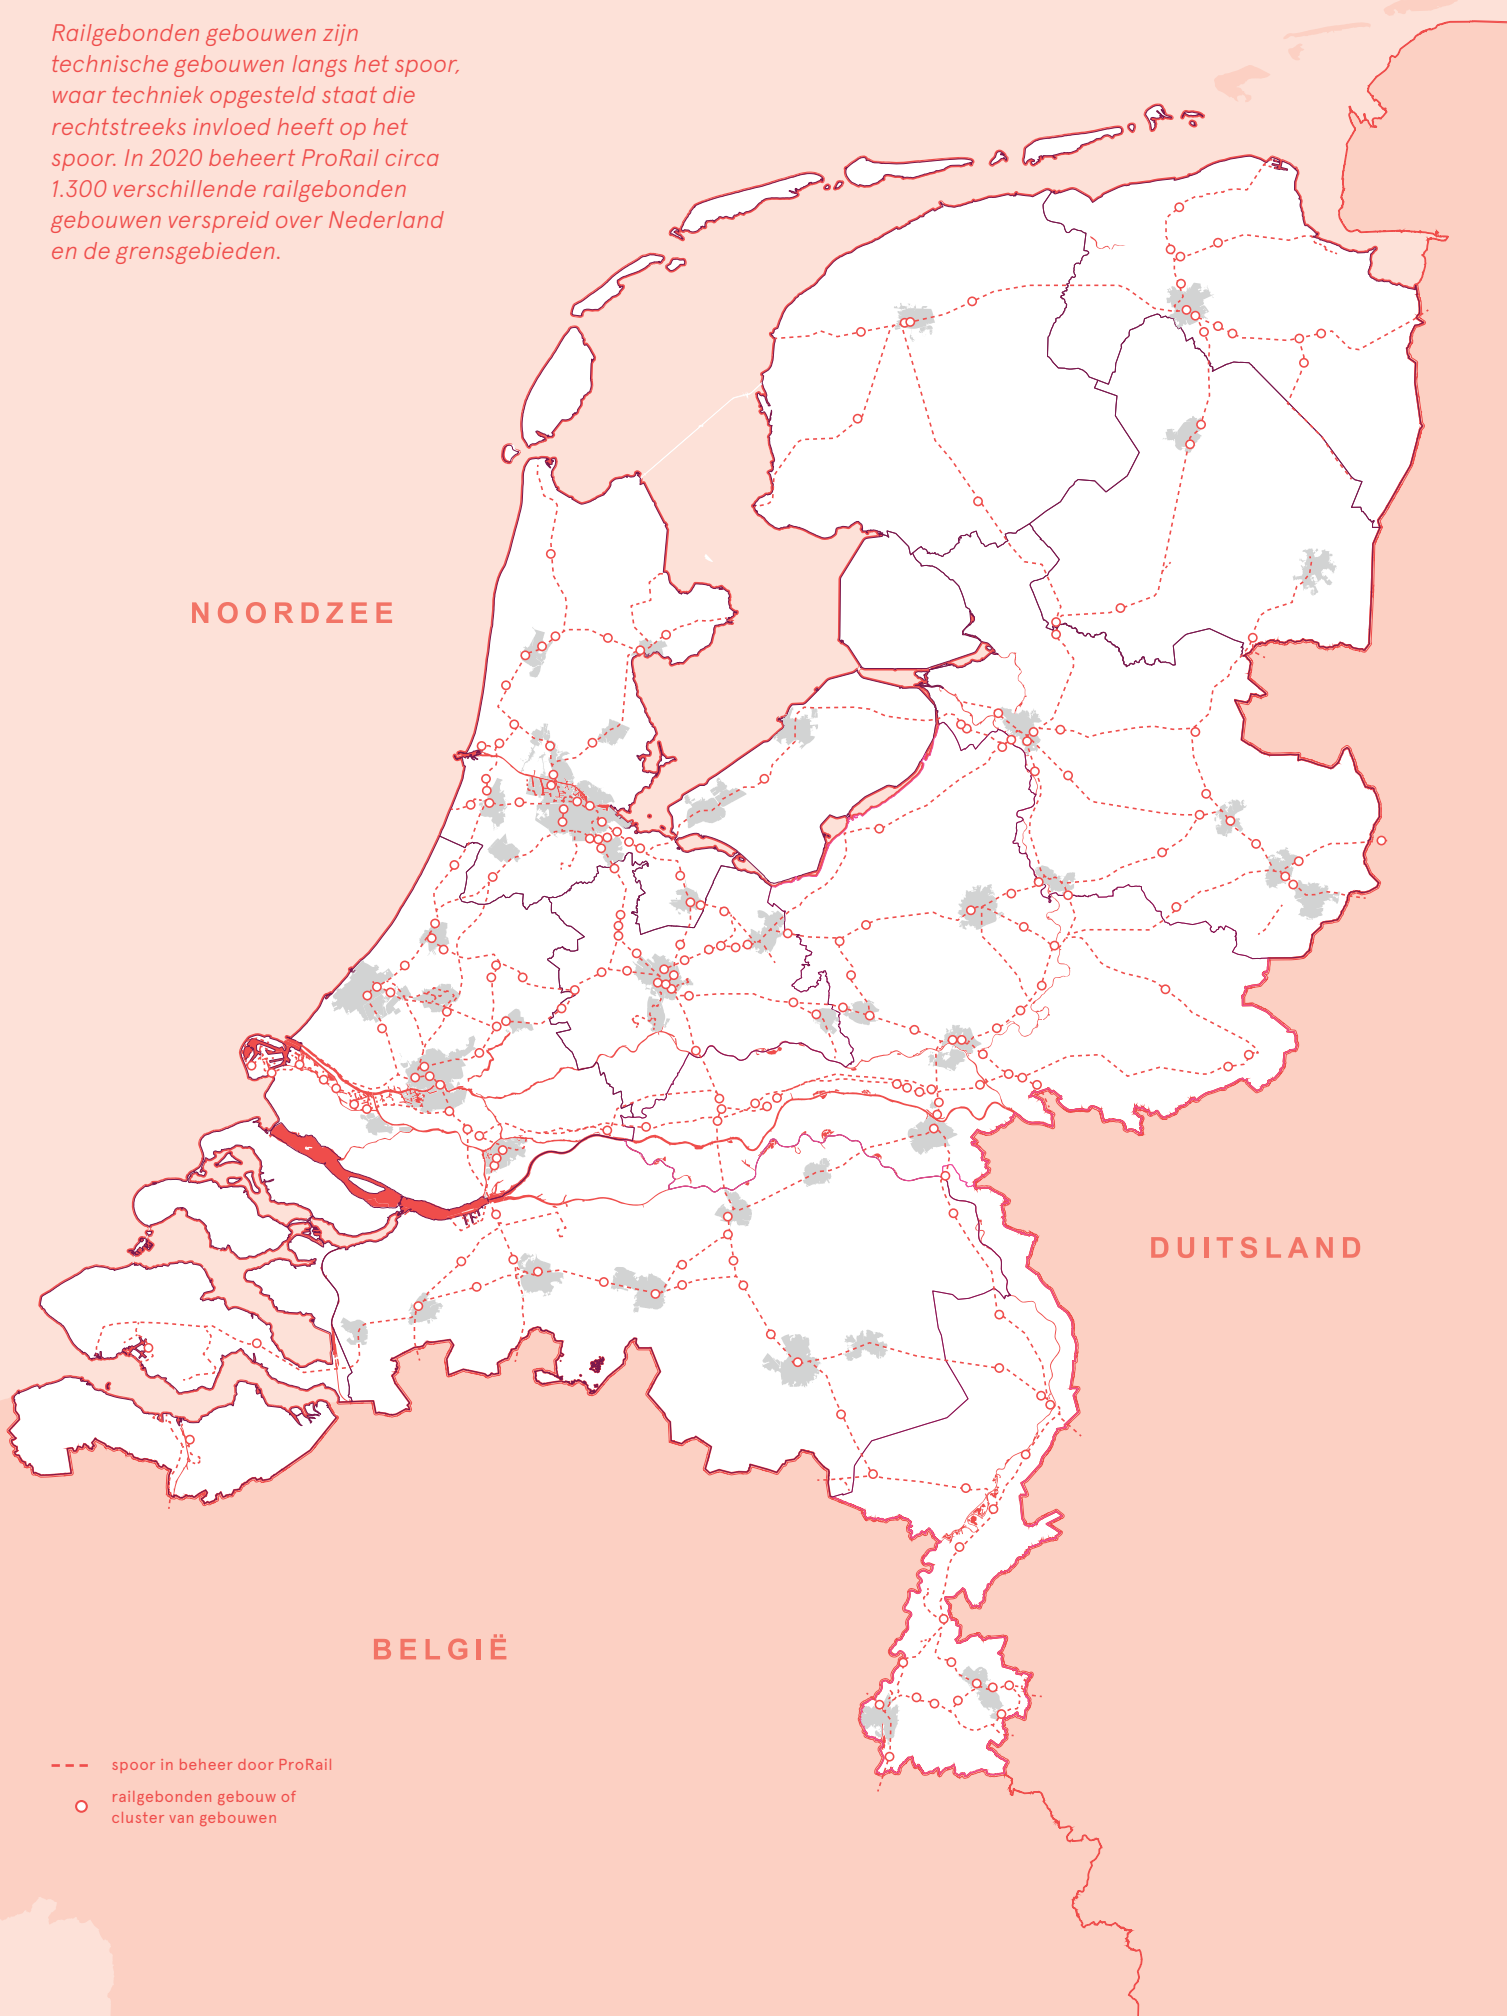 Railgebonden gebouwen zijn
technische gebouwen langs het spoor,
waar techniek opgesteld staat die
rechtstreeks invloed heeft op het
spoor. In 2020 beheert ProRail circa
1.300 verschillende railgebonden
gebouwen verspreid over Nederland
en de grensgebieden.
NOORDZEE
DUITSLAND
BELGIË
spoor in beheer door ProRail
railgebonden gebouw of
cluster van gebouwen